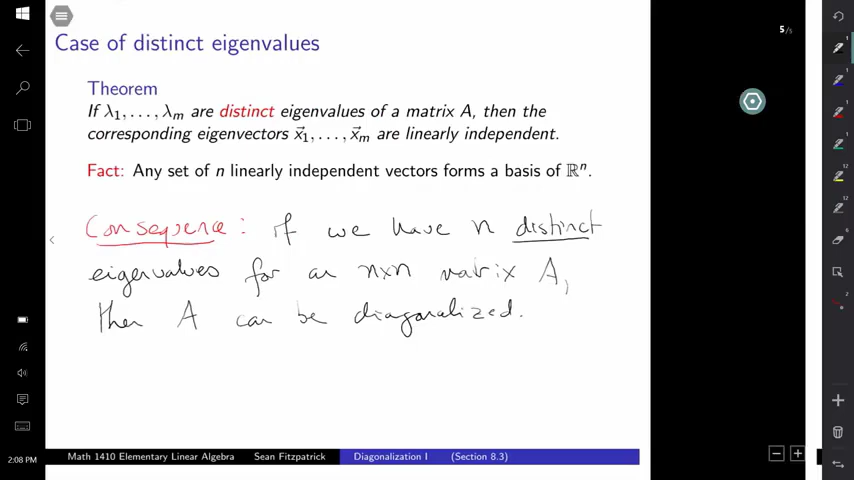 5/5
Case of distinct eigenvalues
Theorem
If λ₁, . . . , λₘ are distinct eigenvalues of a matrix A, then the
corresponding eigenvectors x⃗₁, . . . , x⃗ₘ are linearly independent.
Fact: Any set of n linearly independent vectors forms a basis of ℝⁿ.
Consequence: if we have n distinct
eigenvalues for an n×n matrix A,
then A can be diagonalized.
Math 1410 Elementary Linear Algebra Sean Fitzpatrick Diagonalization I (Section 8.3)
2:08 PM